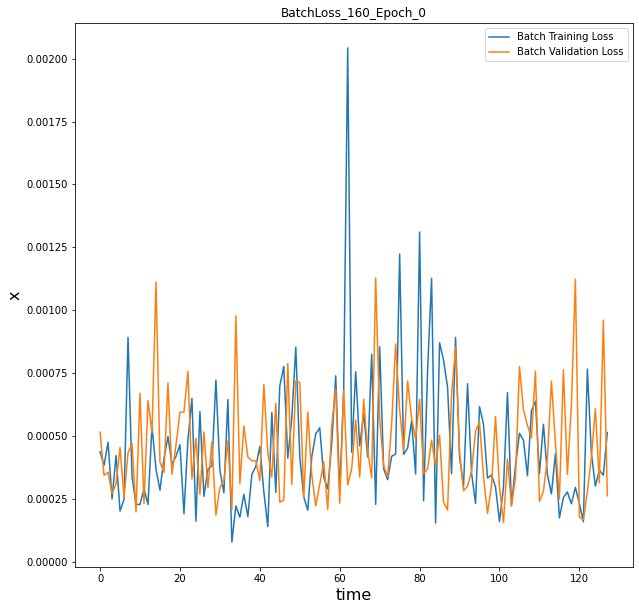 BatchLoss_160_Epoch_0
Batch Training Loss
Batch Validation Loss
0.00200
0.00175
0.00150
0.00125
0.00100
0.00075
0.00050
0.00025
0.00000
x
0 20 40 60 80 100 120
time